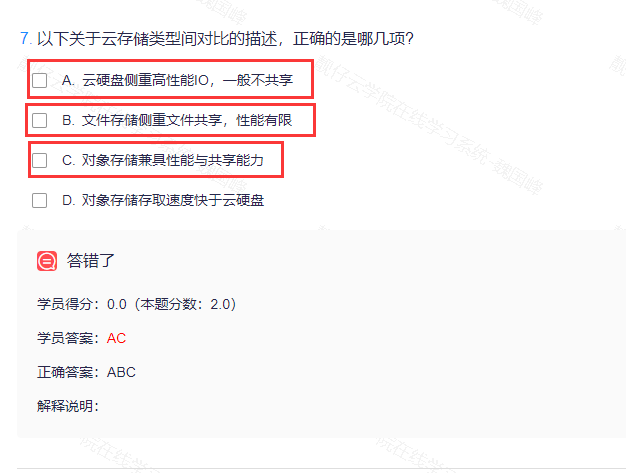 7. 以下关于云存储类型间对比的描述，正确的是哪几项?
A. 云硬盘侧重高性能IO，一般不共享
B. 文件存储侧重文件共享，性能有限
C. 对象存储兼具性能与共享能力
D. 对象存储存取速度快于云硬盘
答错了
学员得分：0.0（本题分数：2.0）
学员答案：AC
正确答案：ABC
解释说明：